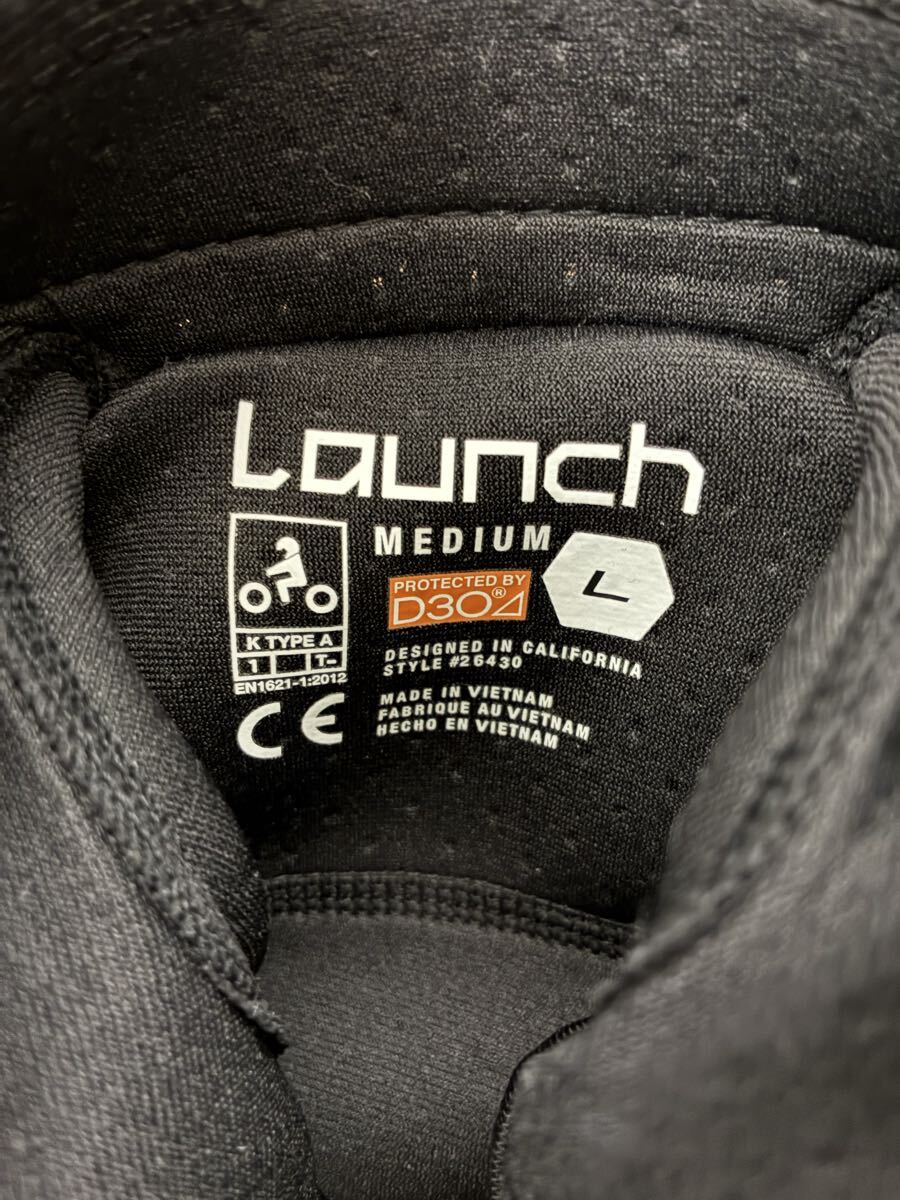 Launch
MEDIUM
L
PROTECTED BY
D3O®
K TYPE A
1 T-
EN1621-1:2012
CE
DESIGNED IN CALIFORNIA
STYLE #26430
MADE IN VIETNAM
FABRIQUE AU VIETNAM
HECHO EN VIETNAM